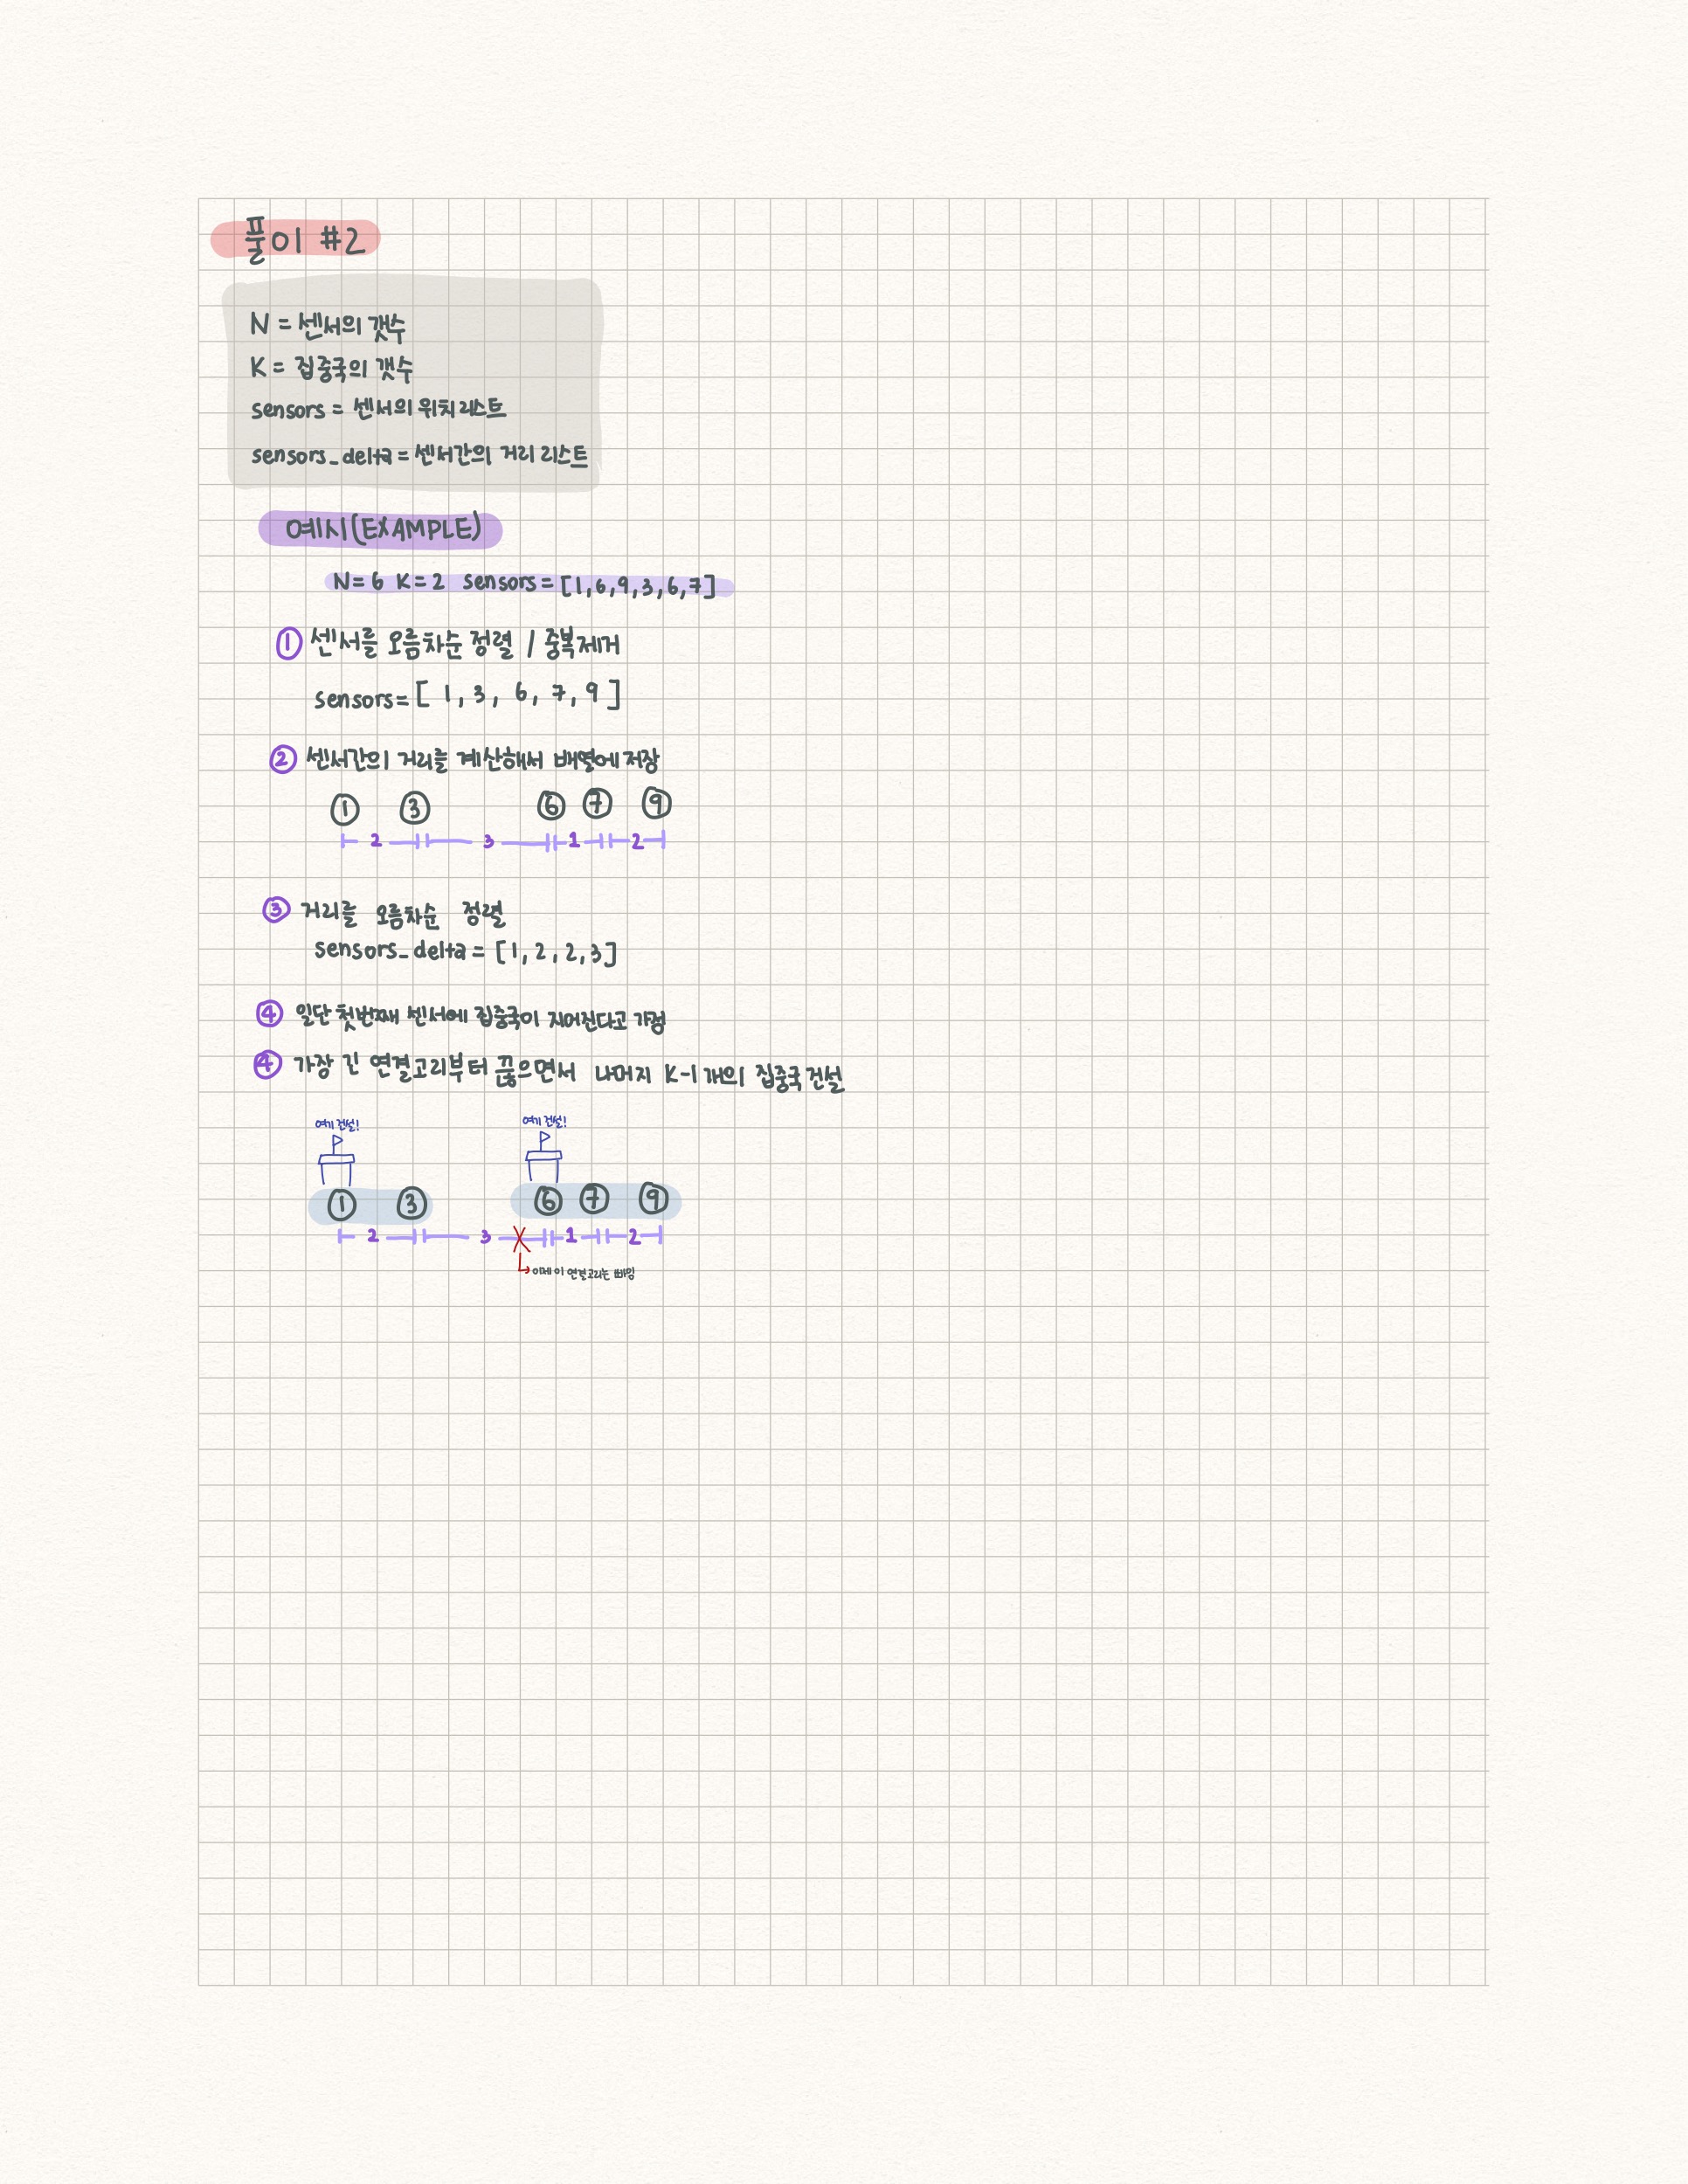 풀이 #2
N = 센서의 갯수
K = 집중국의 갯수
sensors = 센서의 위치 리스트
sensors_delta = 센서간의 거리 리스트
예시(EXAMPLE)
N=6 K=2 sensors=[1,6,9,3,6,7]
① 센서를 오름차순 정렬 / 중복제거
sensors=[ 1, 3, 6, 7, 9 ]
② 센서간의 거리를 계산해서 배열에 저장
① ③ ⑥ ⑦ ⑨
2 3 1 2
③ 거리를 오름차순 정렬
sensors_delta = [1,2,2,3]
④ 일단 첫번째 센서에 집중국이 지어진다고 가정
④ 가장 긴 연결고리부터 끊으면서 나머지 K-1개의 집중국 건설
여기 건설! 여기 건설!
① ③ ⑥ ⑦ ⑨
2 3 1 2
이제 이 연결고리는 빠짐